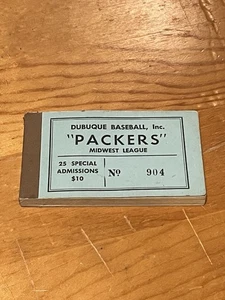 DUBUQUE BASEBALL, Inc.
"PACKERS"
MIDWEST LEAGUE
25 SPECIAL
ADMISSIONS
$10
Nº 904